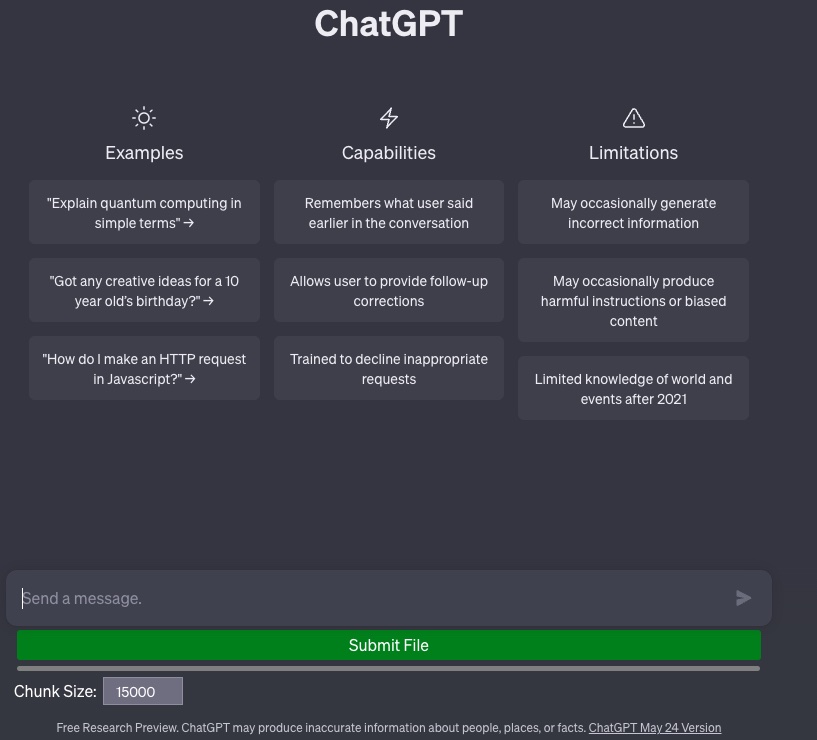 ChatGPT
Examples
"Explain quantum computing in
simple terms" →
"Got any creative ideas for a 10
year old's birthday?" →
"How do I make an HTTP request
in Javascript?" →
Capabilities
Remembers what user said
earlier in the conversation
Allows user to provide follow-up
corrections
Trained to decline inappropriate
requests
Limitations
May occasionally generate
incorrect information
May occasionally produce
harmful instructions or biased
content
Limited knowledge of world and
events after 2021
Send a message.
Submit File
Chunk Size: 15000
Free Research Preview. ChatGPT may produce inaccurate information about people, places, or facts. ChatGPT May 24 Version